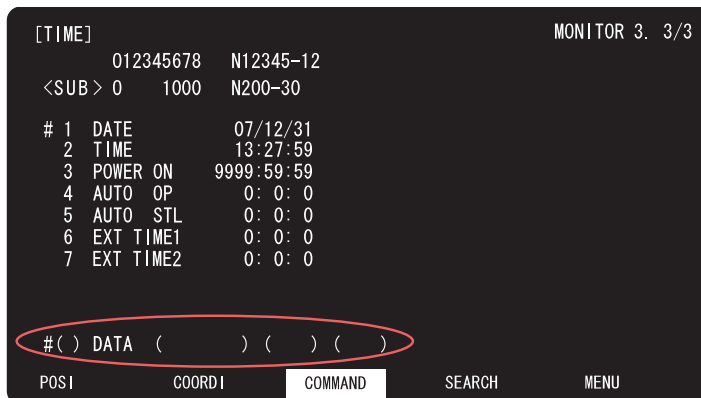 [TIME] MONITOR 3. 3/3
O12345678 N12345-12
<SUB> 0 1000 N200-30
# 1 DATE 07/12/31
2 TIME 13:27:59
3 POWER ON 9999:59:59
4 AUTO OP 0: 0: 0
5 AUTO STL 0: 0: 0
6 EXT TIME1 0: 0: 0
7 EXT TIME2 0: 0: 0
#( ) DATA ( ) ( ) ( )
POSI COORDI COMMAND SEARCH MENU